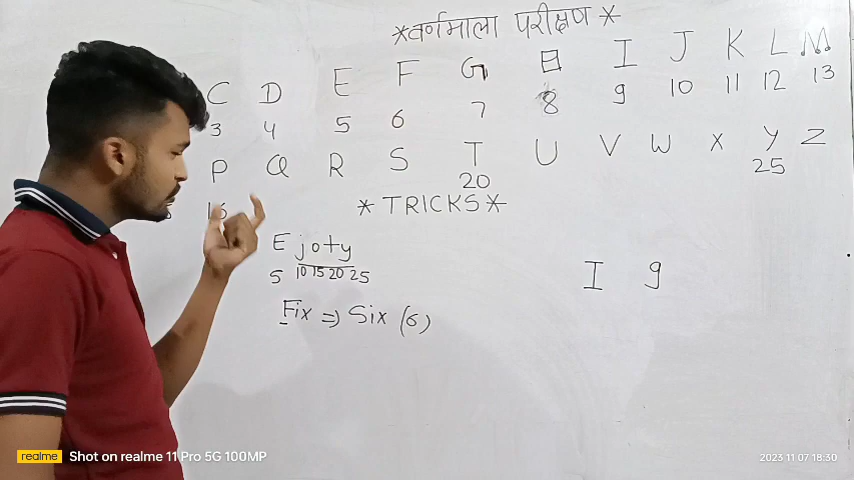 *वर्णमाला परीक्षण*
C D E F G H I J K L M
3 4 5 6 7 8 9 10 11 12 13
P Q R S T U V W X Y Z
16 20 25
*TRICKS*
E j o t y
5 10 15 20 25
I 9
Fix => Six (6)
realme Shot on realme 11 Pro 5G 100MP
2023 11 07 18:30